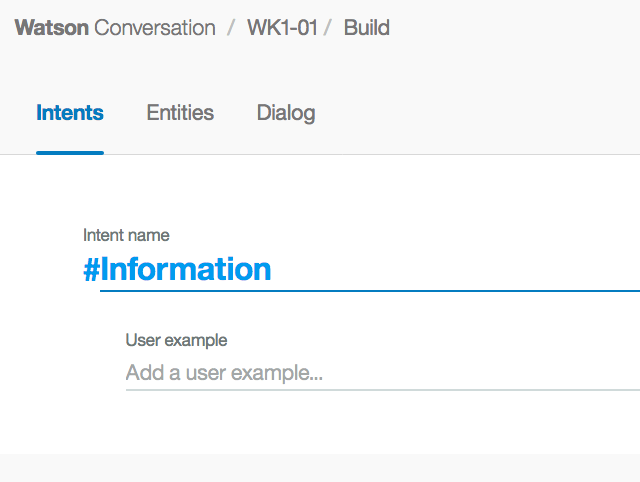 Watson Conversation / WK1-01 / Build
Intents Entities Dialog
Intent name
#Information
User example
Add a user example...